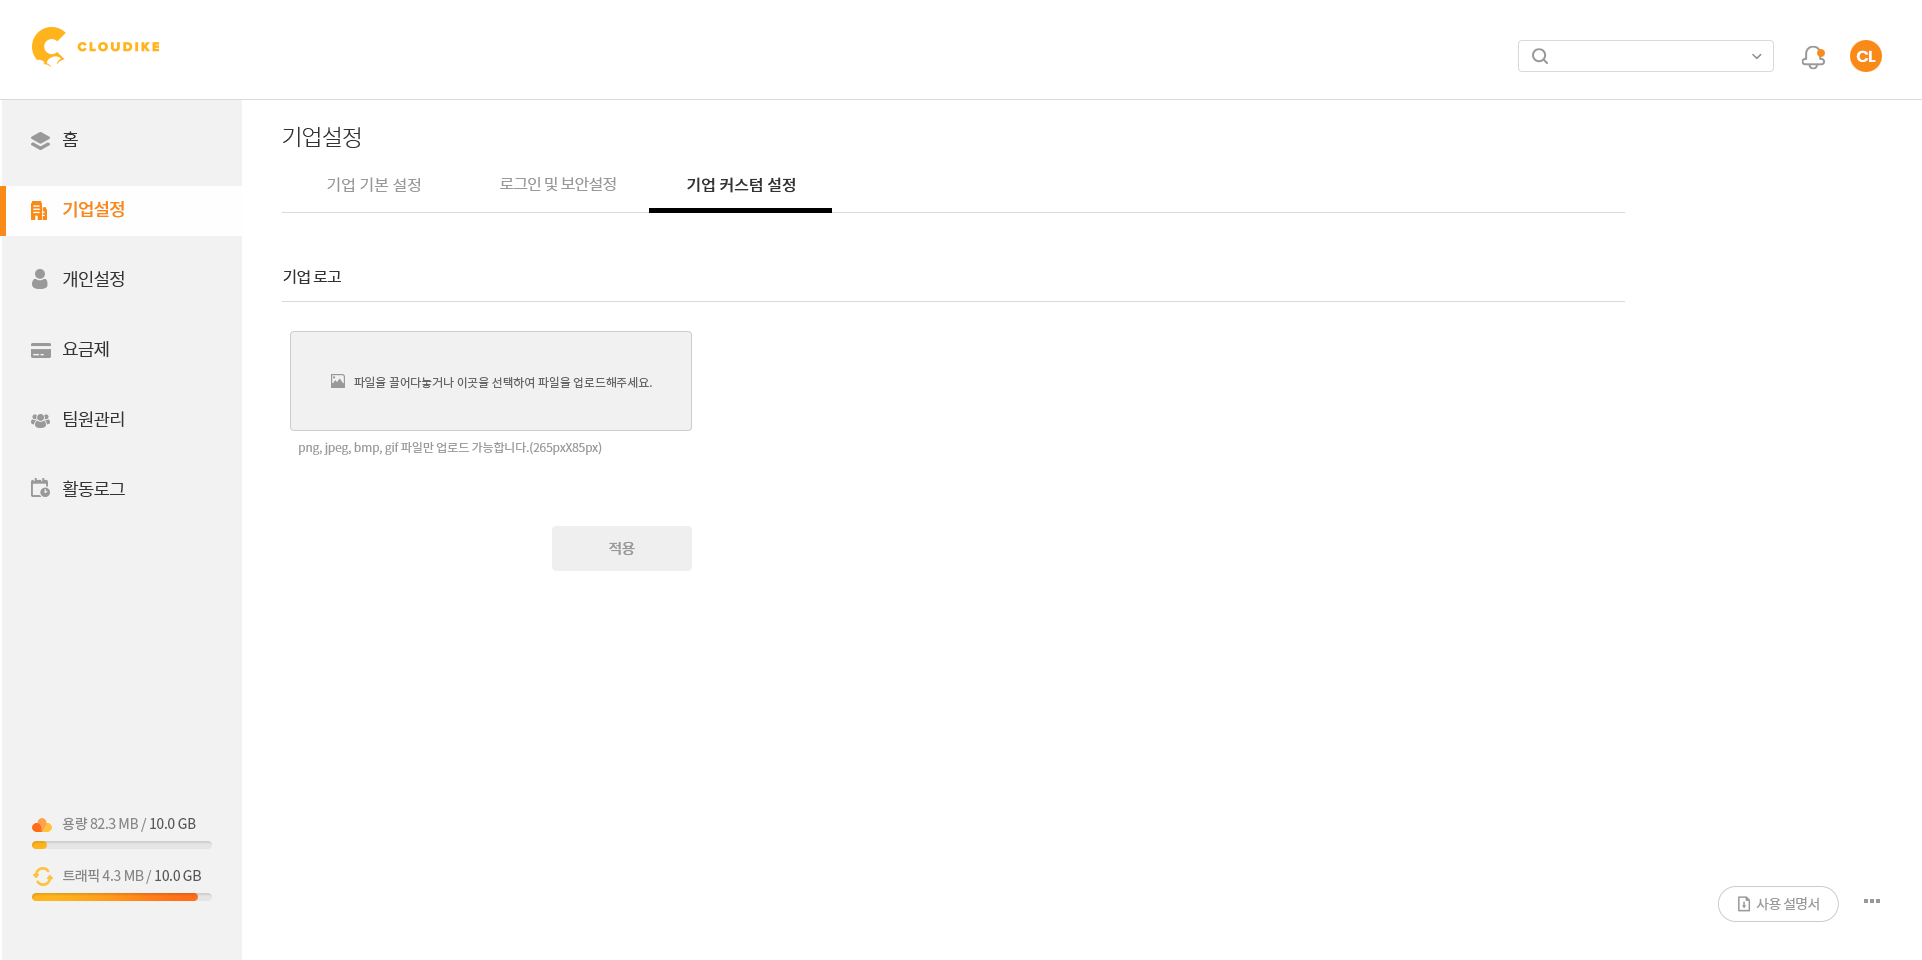 CLOUDIKE
CL
홈
기업설정
개인설정
요금제
팀원관리
활동로그
용량 82.3 MB / 10.0 GB
트래픽 4.3 MB / 10.0 GB
기업설정
기업 기본 설정
로그인 및 보안설정
기업 커스텀 설정
기업 로고
파일을 끌어다놓거나 이곳을 선택하여 파일을 업로드해주세요.
png, jpeg, bmp, gif 파일만 업로드 가능합니다.(265pxX85px)
적용
사용 설명서